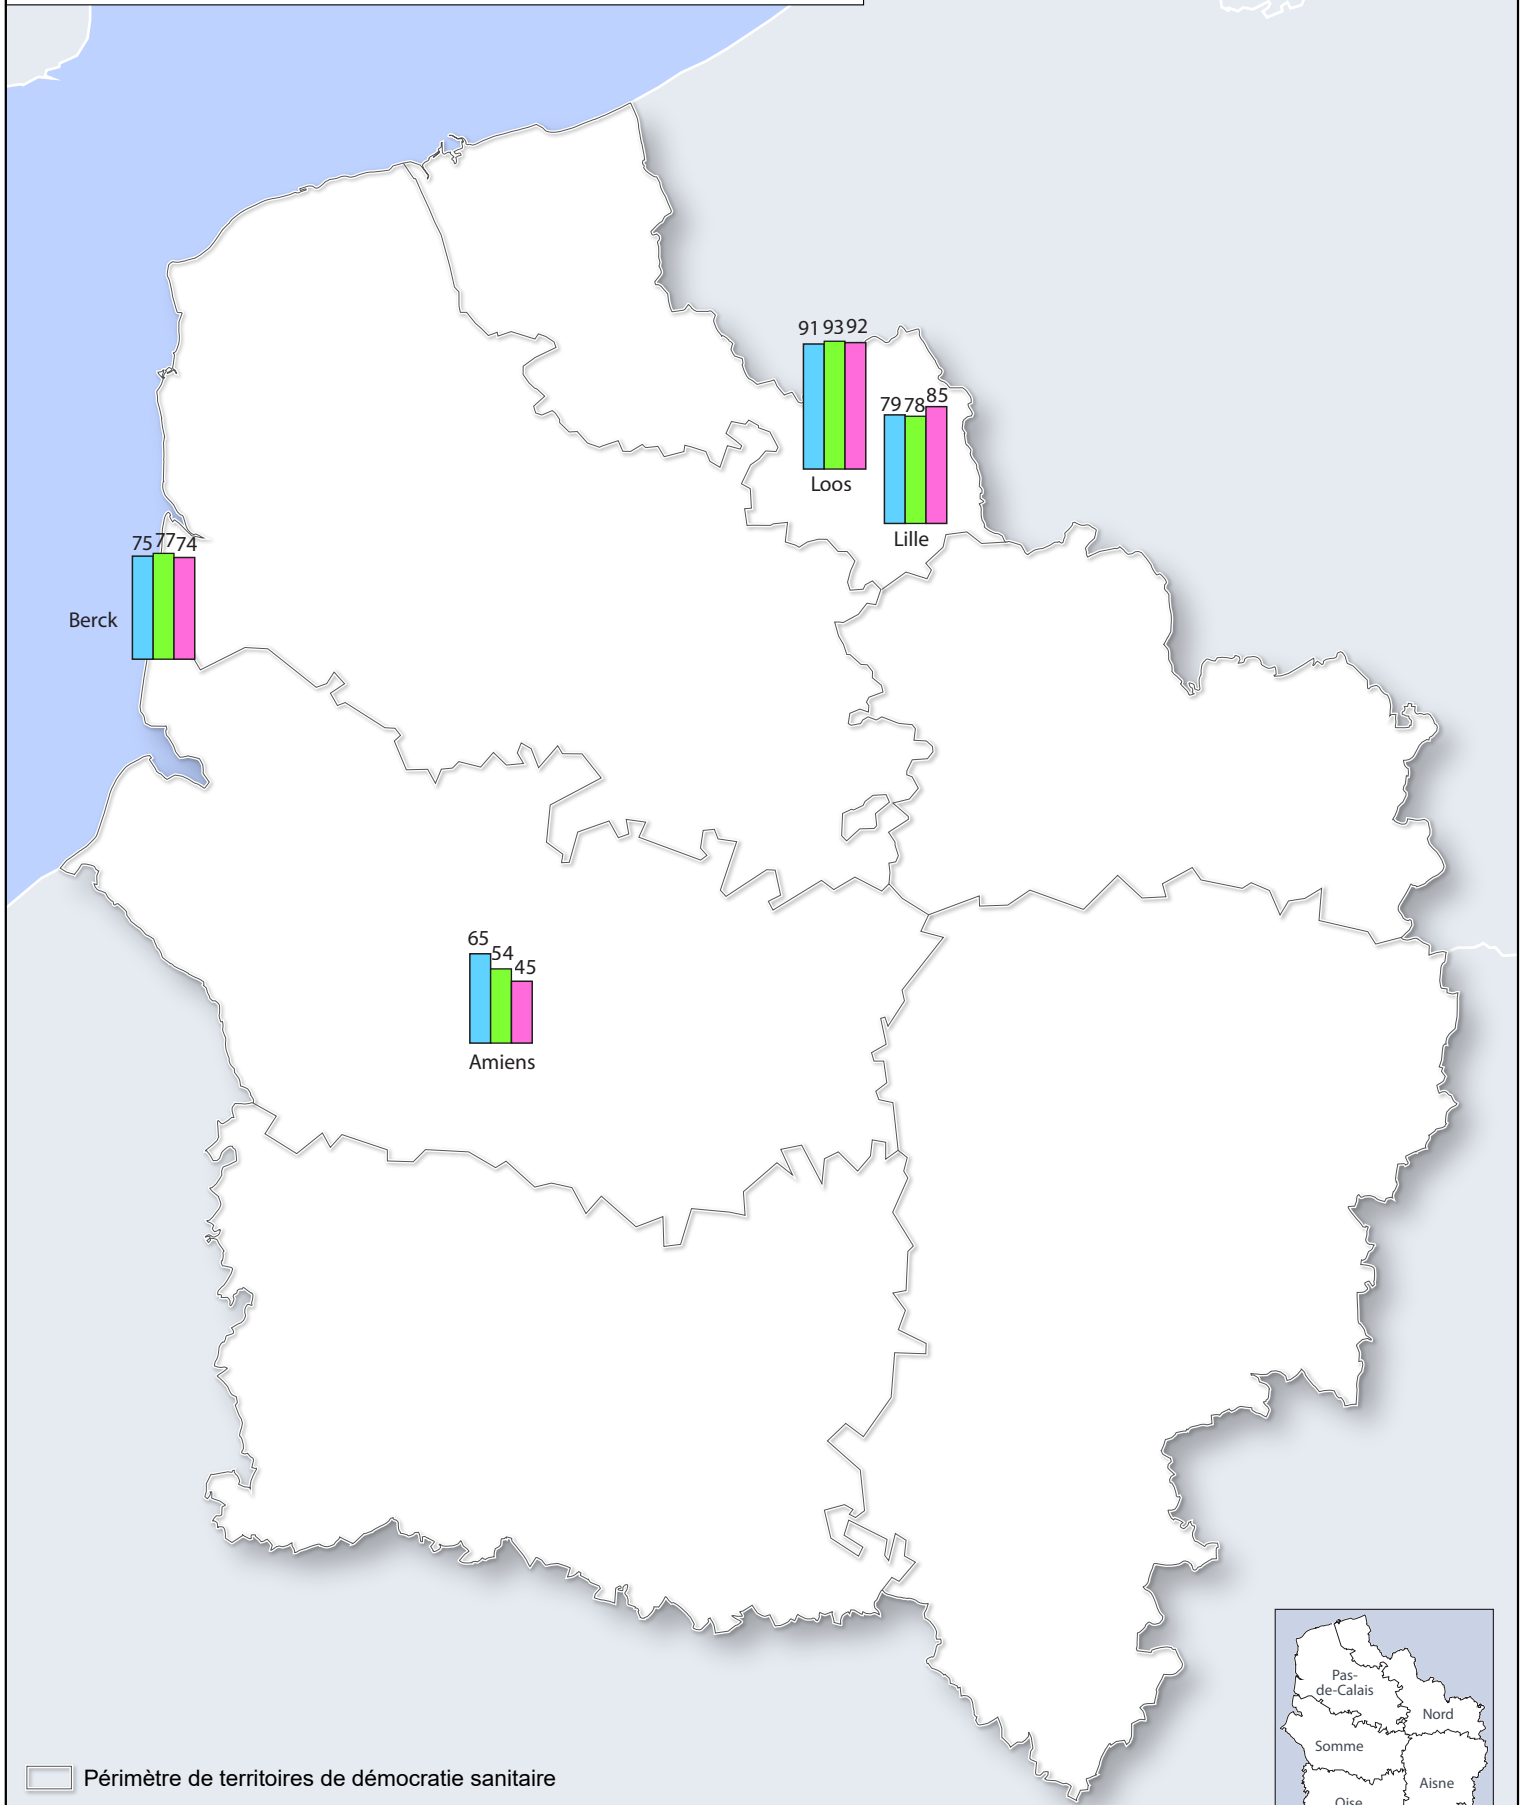 91 93 92
79 78 85
Loos
Lille
75 77 74
Berck
65 54 45
Amiens
Pas-
de-Calais
Nord
Somme
Aisne
Oise
Périmètre de territoires de démocratie sanitaire